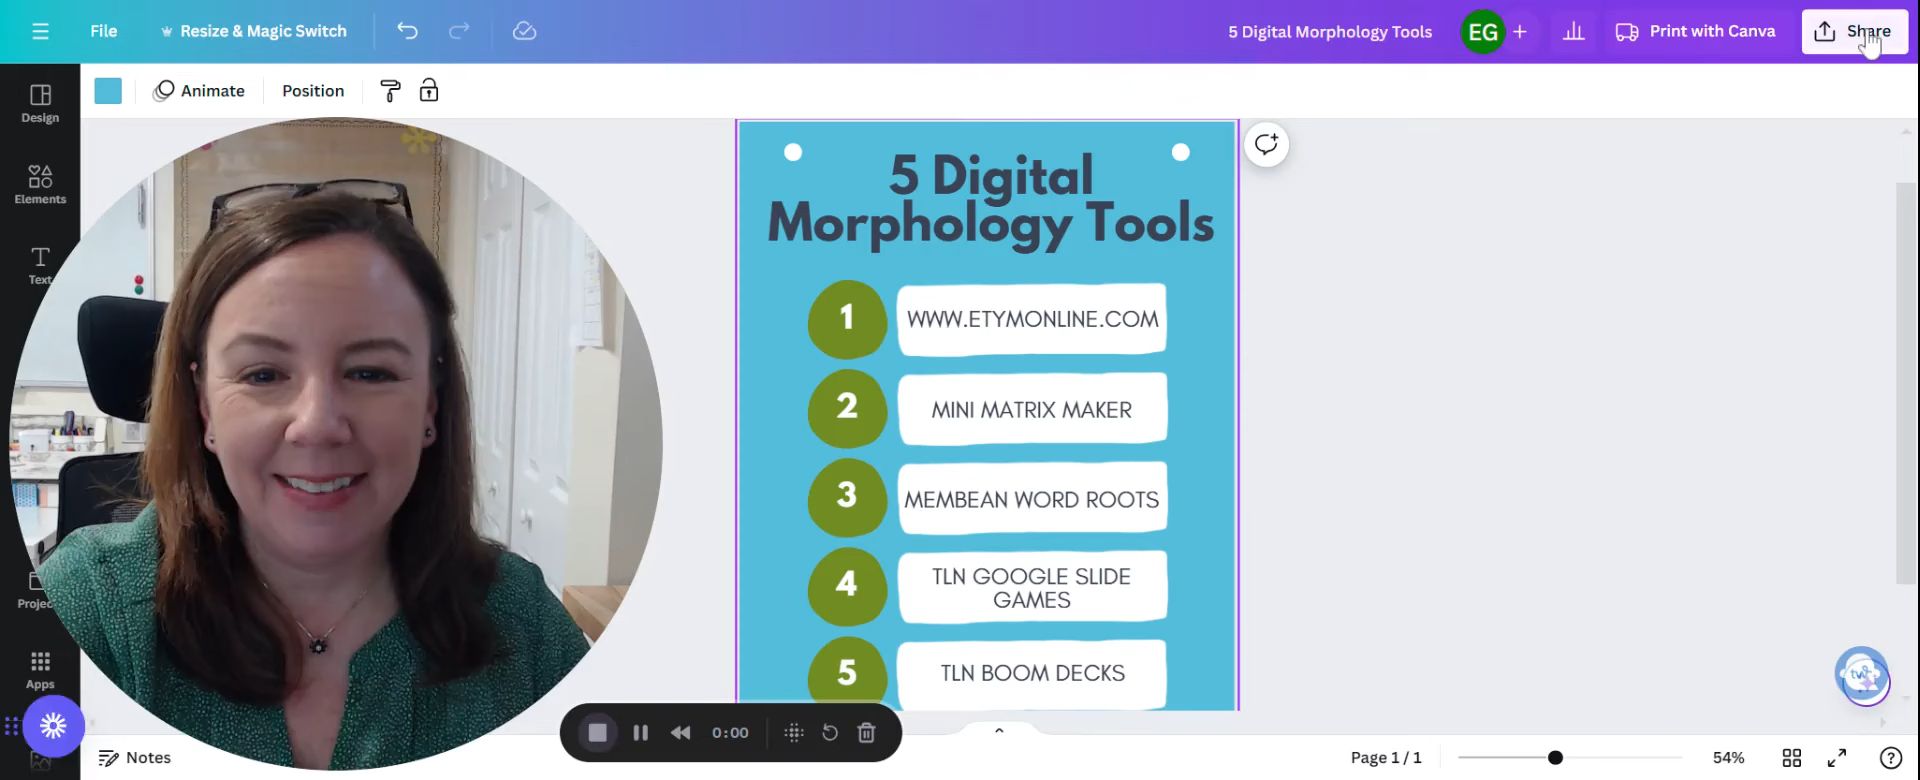 File
Resize & Magic Switch
5 Digital Morphology Tools
EG
Print with Canva
Share
Animate
Position
Design
Elements
Text
Projec
Apps
5 Digital
Morphology Tools
1
WWW.ETYMONLINE.COM
2
MINI MATRIX MAKER
3
MEMBEAN WORD ROOTS
4
TLN GOOGLE SLIDE
GAMES
5
TLN BOOM DECKS
0:00
Notes
Page 1 / 1
54%